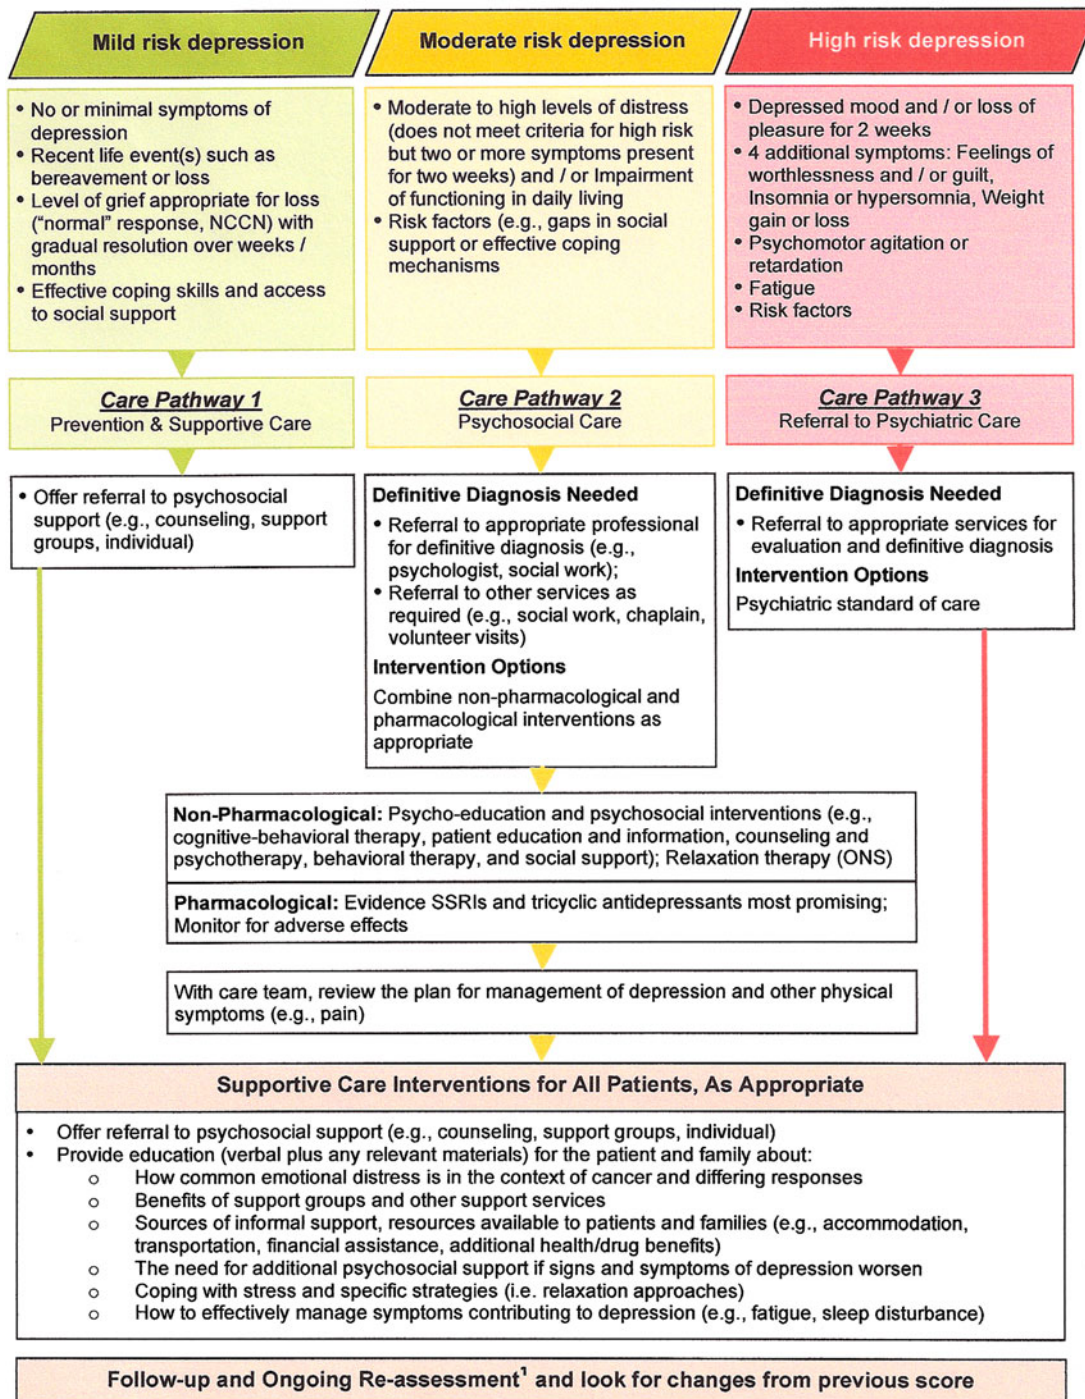 Mild risk depression
Moderate risk depression
High risk depression
• No or minimal symptoms of
depression
• Recent life event(s) such as
bereavement or loss
• Level of grief appropriate for loss
("normal" response, NCCN) with
gradual resolution over weeks /
months
• Effective coping skills and access
to social support
• Moderate to high levels of distress
(does not meet criteria for high risk
but two or more symptoms present
for two weeks) and / or Impairment
of functioning in daily living
• Risk factors (e.g., gaps in social
support or effective coping
mechanisms
• Depressed mood and / or loss of
pleasure for 2 weeks
• 4 additional symptoms: Feelings of
worthlessness and / or guilt,
Insomnia or hypersomnia, Weight
gain or loss
• Psychomotor agitation or
retardation
• Fatigue
• Risk factors
Care Pathway 1
Prevention & Supportive Care
Care Pathway 2
Psychosocial Care
Care Pathway 3
Referral to Psychiatric Care
• Offer referral to psychosocial
support (e.g., counseling, support
groups, individual)
Definitive Diagnosis Needed
• Referral to appropriate professional
for definitive diagnosis (e.g.,
psychologist, social work);
• Referral to other services as
required (e.g., social work, chaplain,
volunteer visits)
Intervention Options
Combine non-pharmacological and
pharmacological interventions as
appropriate
Definitive Diagnosis Needed
• Referral to appropriate services for
evaluation and definitive diagnosis
Intervention Options
Psychiatric standard of care
Non-Pharmacological: Psycho-education and psychosocial interventions (e.g.,
cognitive-behavioral therapy, patient education and information, counseling and
psychotherapy, behavioral therapy, and social support); Relaxation therapy (ONS)
Pharmacological: Evidence SSRIs and tricyclic antidepressants most promising;
Monitor for adverse effects
With care team, review the plan for management of depression and other physical
symptoms (e.g., pain)
Supportive Care Interventions for All Patients, As Appropriate
• Offer referral to psychosocial support (e.g., counseling, support groups, individual)
• Provide education (verbal plus any relevant materials) for the patient and family about:
o How common emotional distress is in the context of cancer and differing responses
o Benefits of support groups and other support services
o Sources of informal support, resources available to patients and families (e.g., accommodation,
transportation, financial assistance, additional health/drug benefits)
o The need for additional psychosocial support if signs and symptoms of depression worsen
o Coping with stress and specific strategies (i.e. relaxation approaches)
o How to effectively manage symptoms contributing to depression (e.g., fatigue, sleep disturbance)
Follow-up and Ongoing Re-assessment¹ and look for changes from previous score